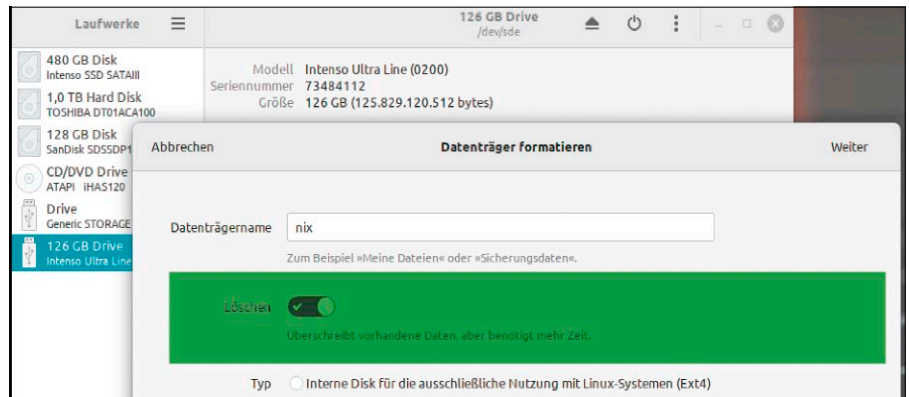 Laufwerke
126 GB Drive
/dev/sde
480 GB Disk
Intenso SSD SATAIII
1,0 TB Hard Disk
TOSHIBA DT01ACA100
128 GB Disk
SanDisk SDSSDP1
CD/DVD Drive
ATAPI iHAS120
Drive
Generic STORAGE
126 GB Drive
Intenso Ultra Line
Modell Intenso Ultra Line (0200)
Seriennummer 73484112
Größe 126 GB (125.829.120.512 bytes)
Abbrechen
Datenträger formatieren
Weiter
Datenträgername nix
Zum Beispiel »Meine Dateien« oder »Sicherungsdaten«.
Löschen
Überschreibt vorhandene Daten, aber benötigt mehr Zeit.
Typ Interne Disk für die ausschließliche Nutzung mit Linux-Systemen (Ext4)